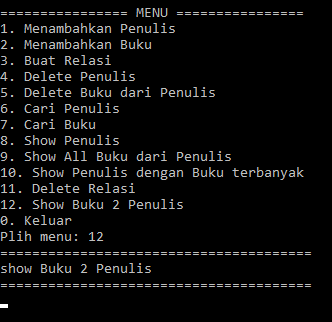 ================ MENU ================
1. Menambahkan Penulis
2. Menambahkan Buku
3. Buat Relasi
4. Delete Penulis
5. Delete Buku dari Penulis
6. Cari Penulis
7. Cari Buku
8. Show Penulis
9. Show All Buku dari Penulis
10. Show Penulis dengan Buku terbanyak
11. Delete Relasi
12. Show Buku 2 Penulis
0. Keluar
Plih menu: 12
=======================================
show Buku 2 Penulis
=======================================